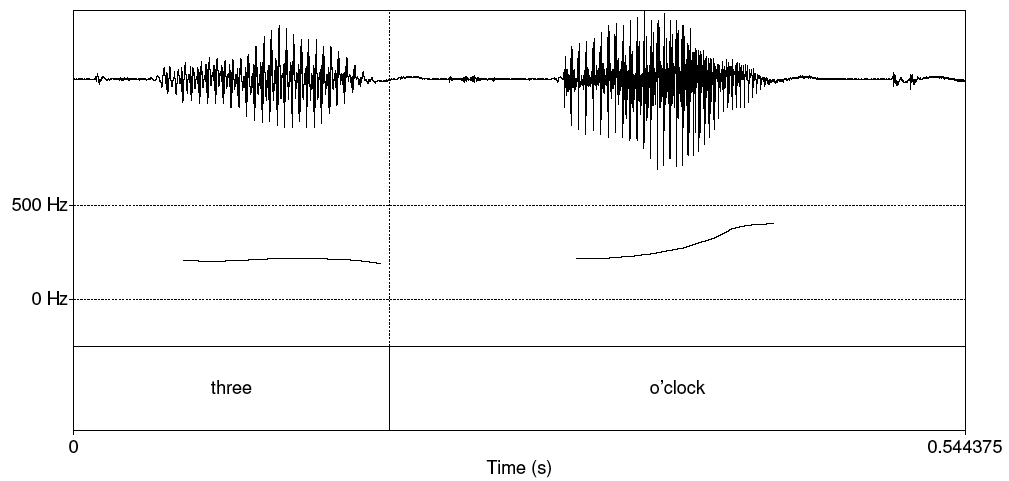 500 Hz
0 Hz
three o’clock
0 0.544375
Time (s)